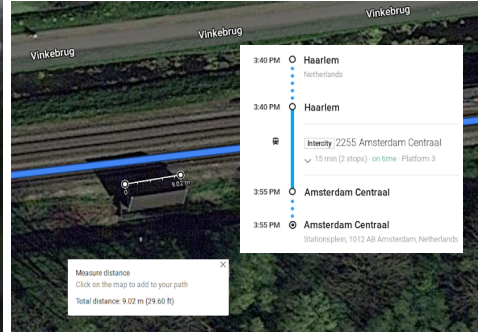 Vinkebrug
Vinkebrug
Vinkebrug
3:40 PM Haarlem
Netherlands
3:40 PM Haarlem
Intercity 2255 Amsterdam Centraal
15 min (2 stops) · on time · Platform 3
3:55 PM Amsterdam Centraal
3:55 PM Amsterdam Centraal
Stationsplein, 1012 AB Amsterdam, Netherlands
0
9.02 m
Measure distance
Click on the map to add to your path
Total distance: 9.02 m (29.60 ft)